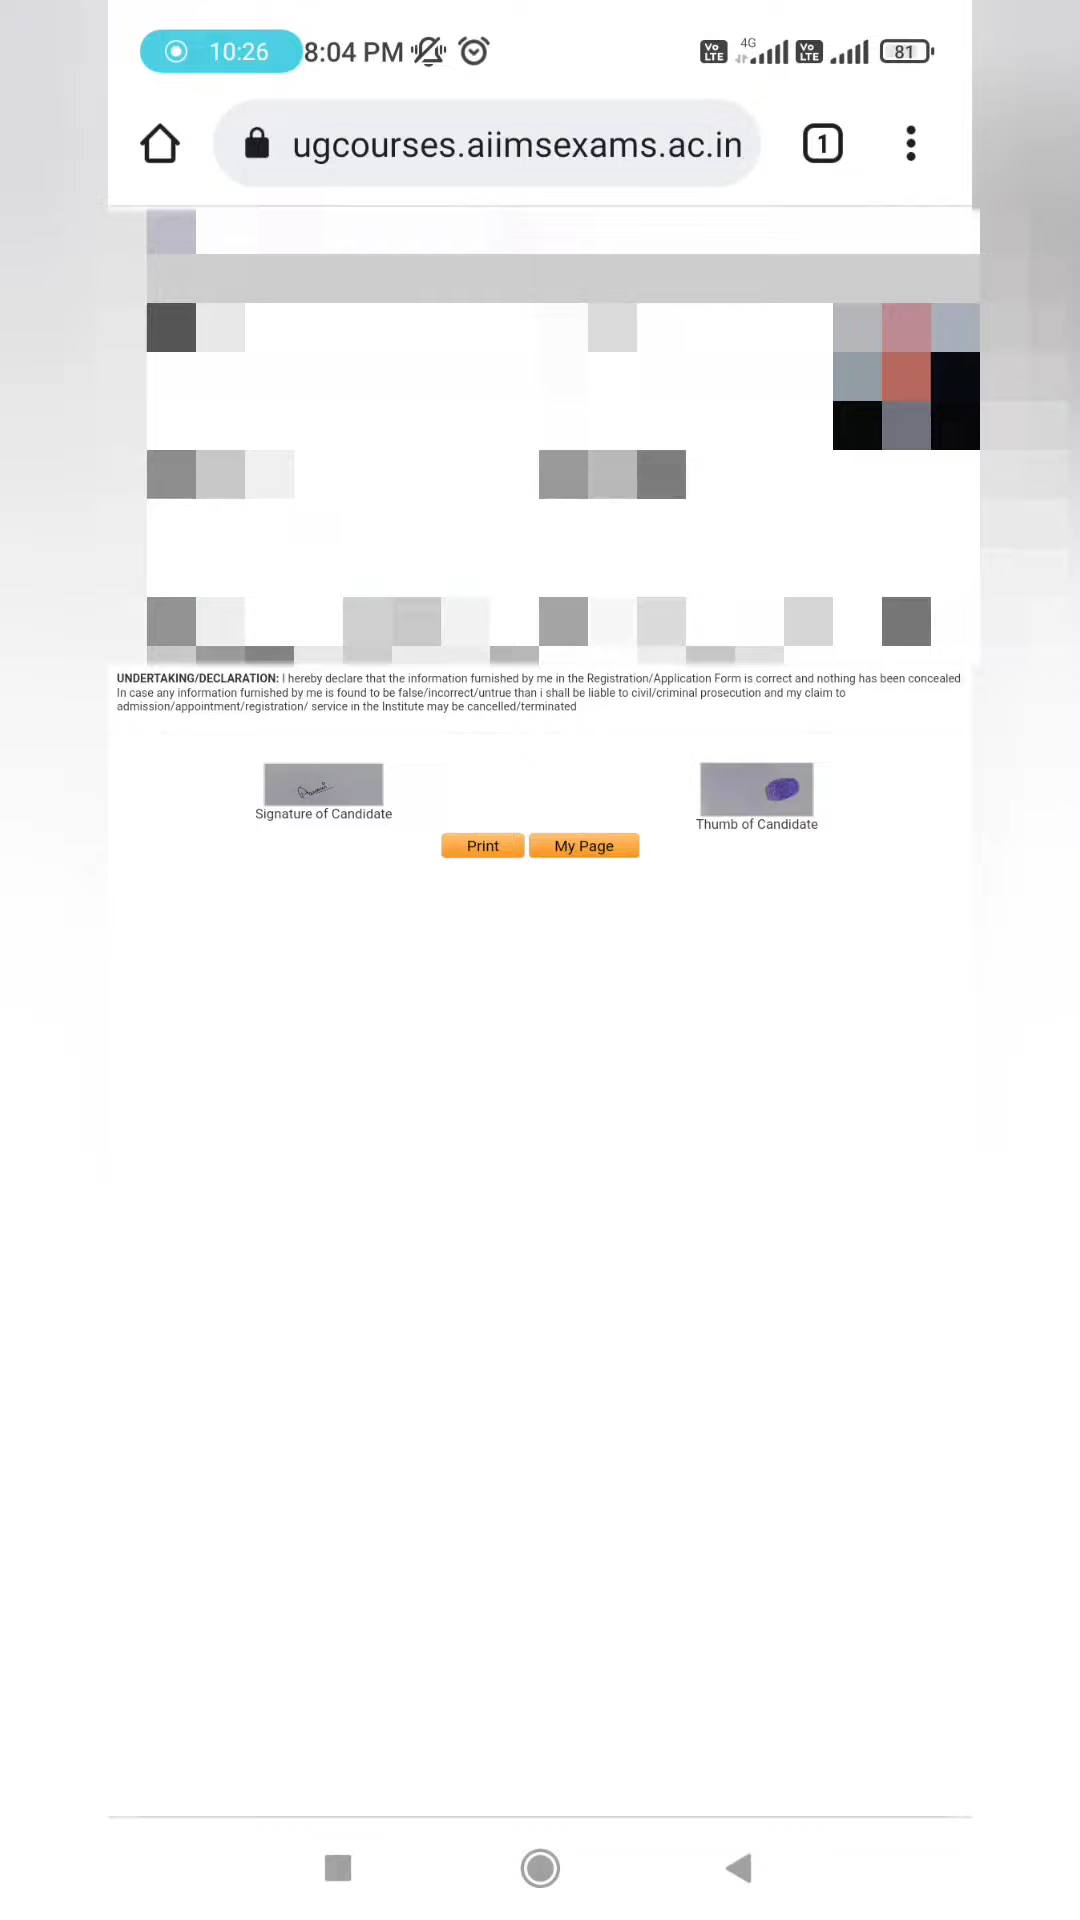 10:26 8:04 PM 4G Vo LTE Vo LTE 81
ugcourses.aiimsexams.ac.in 1
UNDERTAKING/DECLARATION: I hereby declare that the information furnished by me in the Registration/Application Form is correct and nothing has been concealed
In case any information furnished by me is found to be false/incorrect/untrue than i shall be liable to civil/criminal prosecution and my claim to
admission/appointment/registration/ service in the Institute may be cancelled/terminated
Signature of Candidate
Thumb of Candidate
Print My Page